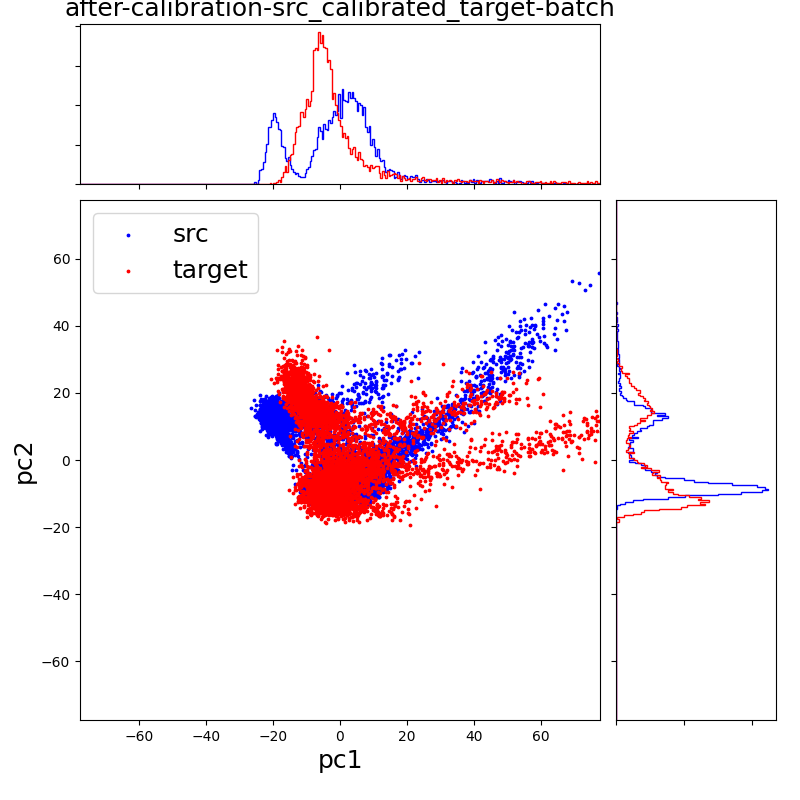 after-calibration-src_calibrated_target-batch
src
target
60
40
20
0
−20
−40
−60
pc2
−60 −40 −20 0 20 40 60
pc1